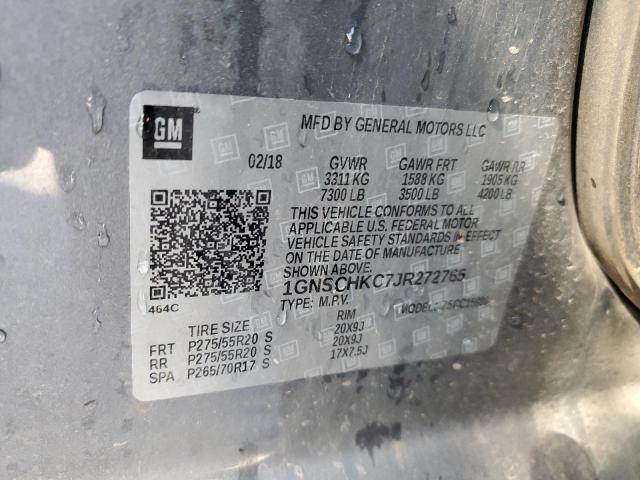 GM
MFD BY GENERAL MOTORS LLC
02/18 GVWR GAWR FRT GAWR RR
3311 KG 1588 KG 1905 KG
7300 LB 3500 LB 4200 LB
THIS VEHICLE CONFORMS TO ALL
APPLICABLE U.S. FEDERAL MOTOR
VEHICLE SAFETY STANDARDS IN EFFECT
ON THE DATE OF MANUFACTURE
SHOWN ABOVE.
1GNSCHKC7JR272765
464C TYPE: M.P.V. MODEL:
TIRE SIZE RIM
FRT P275/55R20 S 20X9J
RR P275/55R20 S 20X9J
SPA P265/70R17 S 17X7.5J